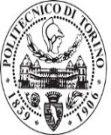 POLITECNICO DI TORINO
1859 1906